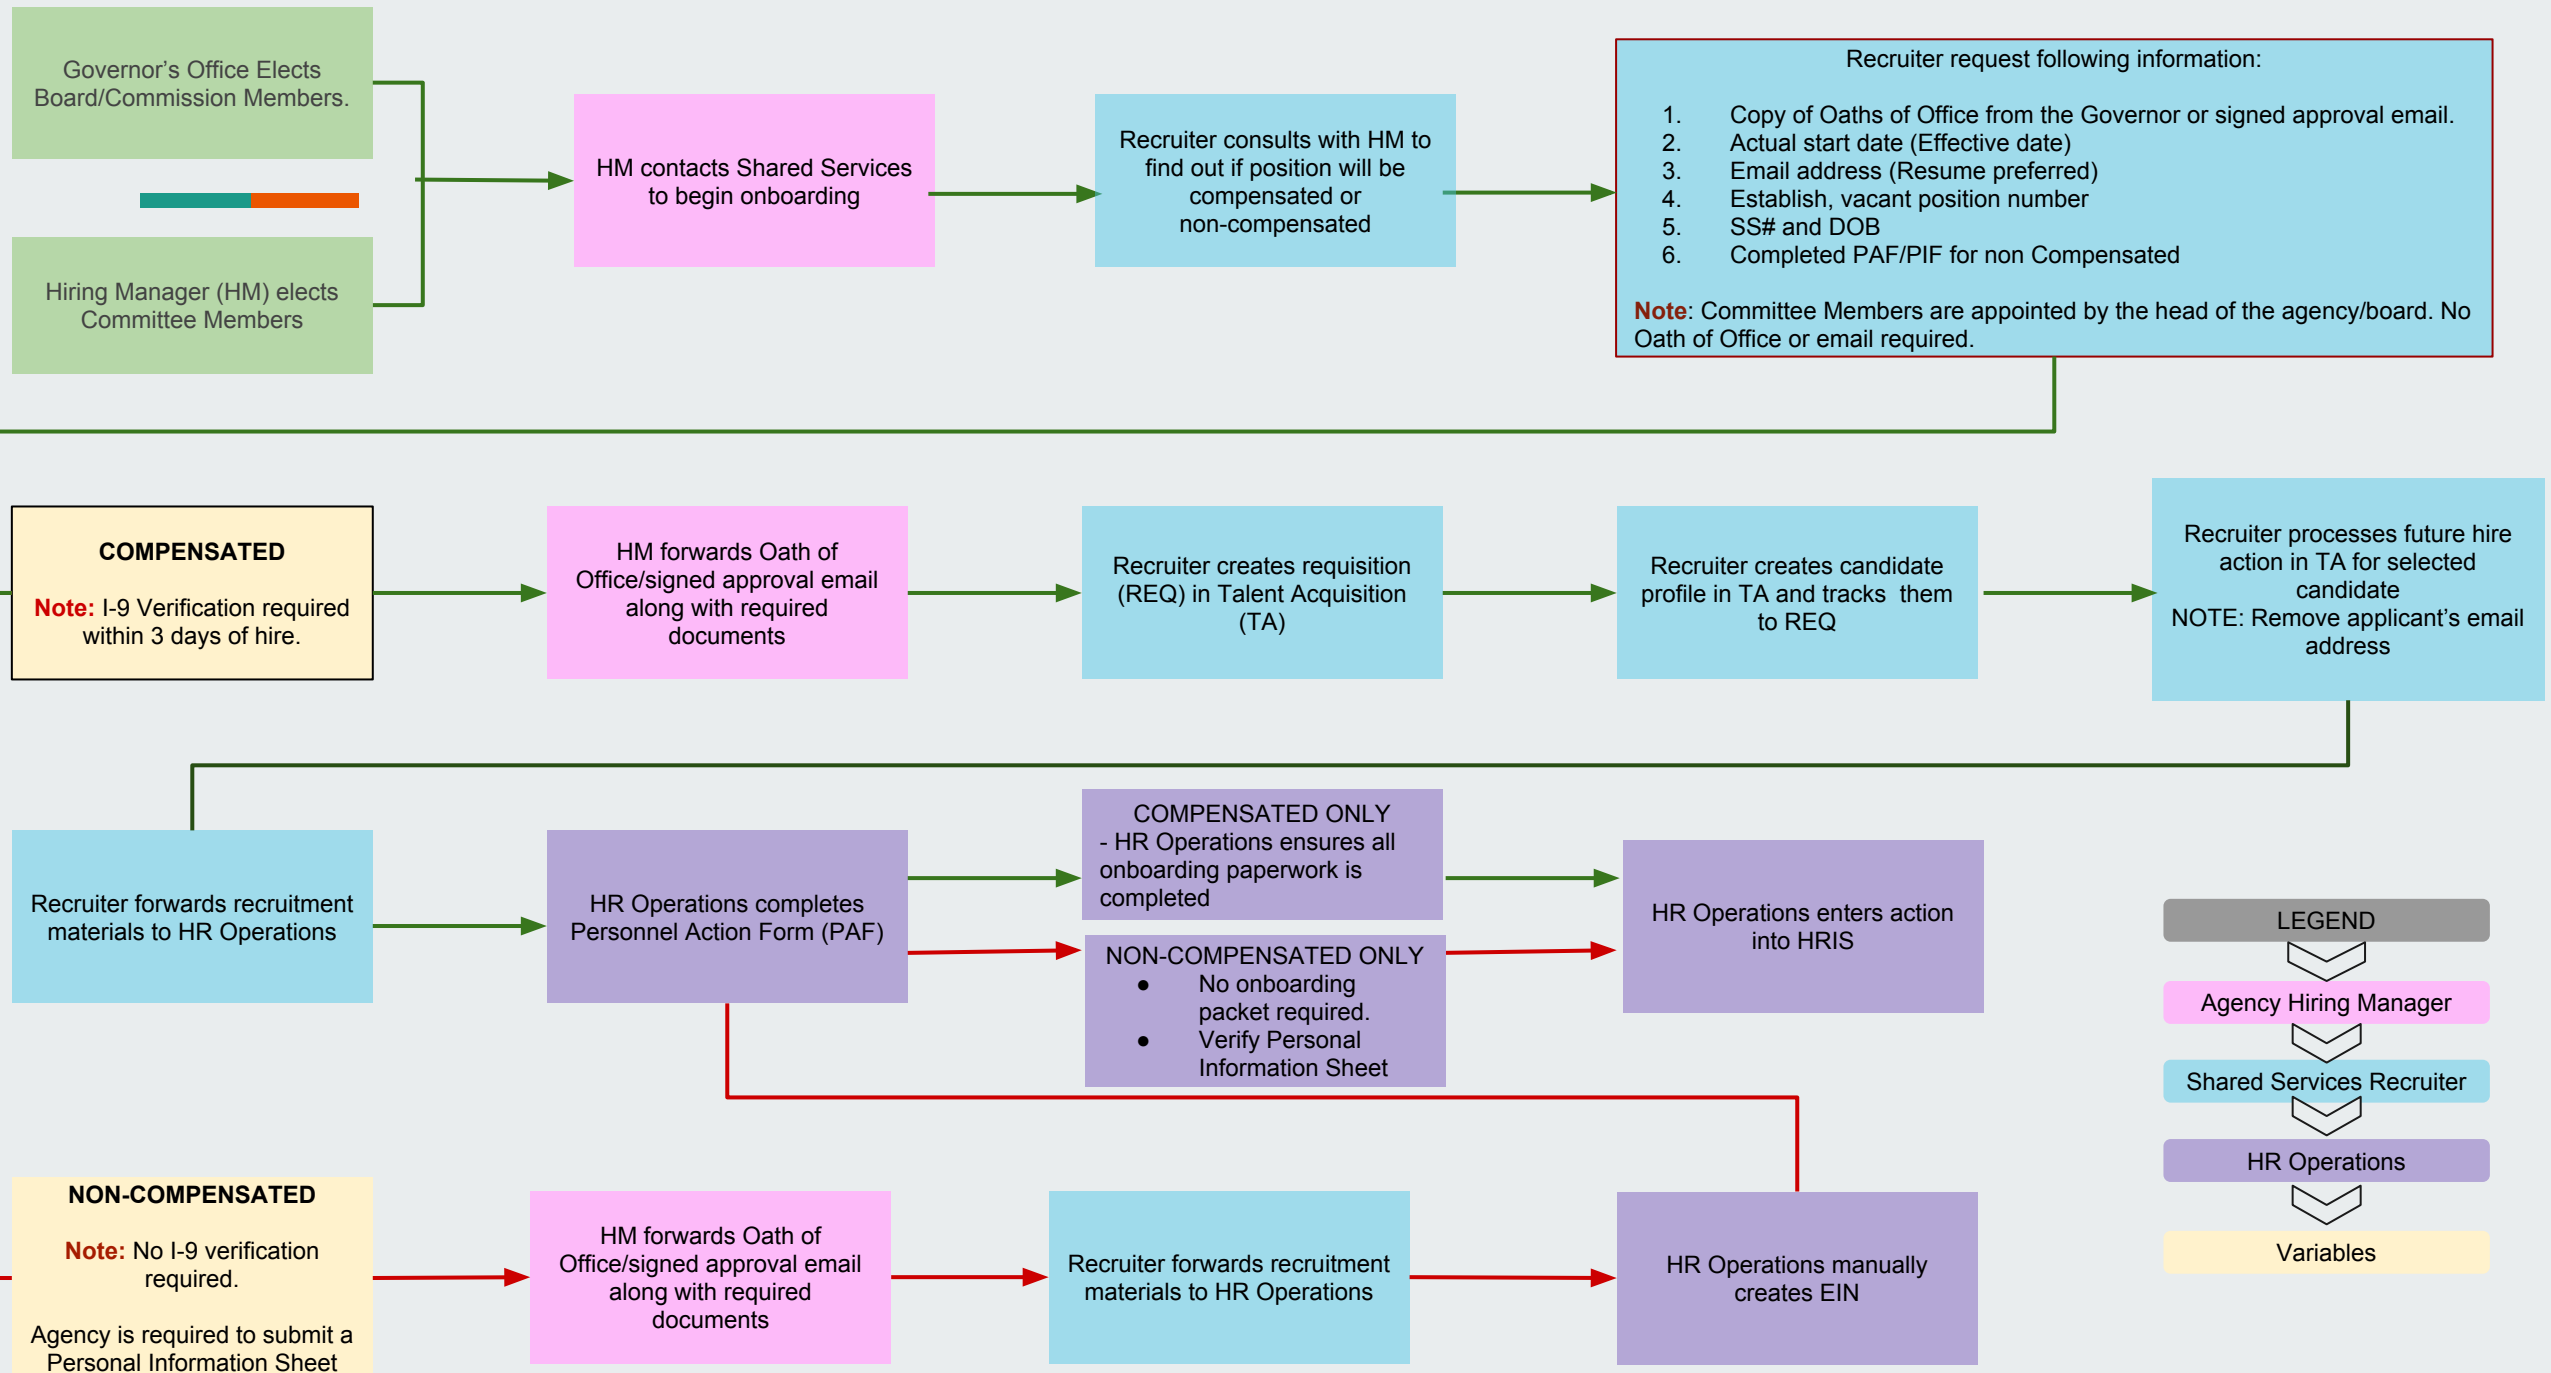 Governor’s Office Elects
Board/Commission Members.
Hiring Manager (HM) elects
Committee Members
HM contacts Shared Services
to begin onboarding
Recruiter consults with HM to
find out if position will be
compensated or
non-compensated
Recruiter request following information:
1. Copy of Oaths of Office from the Governor or signed approval email.
2. Actual start date (Effective date)
3. Email address (Resume preferred)
4. Establish, vacant position number
5. SS# and DOB
6. Completed PAF/PIF for non Compensated
Note: Committee Members are appointed by the head of the agency/board. No
Oath of Office or email required.
COMPENSATED
Note: I-9 Verification required
within 3 days of hire.
HM forwards Oath of
Office/signed approval email
along with required
documents
Recruiter creates requisition
(REQ) in Talent Acquisition
(TA)
Recruiter creates candidate
profile in TA and tracks them
to REQ
Recruiter processes future hire
action in TA for selected
candidate
NOTE: Remove applicant’s email
address
Recruiter forwards recruitment
materials to HR Operations
HR Operations completes
Personnel Action Form (PAF)
COMPENSATED ONLY
- HR Operations ensures all
onboarding paperwork is
completed
NON-COMPENSATED ONLY
● No onboarding
packet required.
● Verify Personal
Information Sheet
HR Operations enters action
into HRIS
LEGEND
Agency Hiring Manager
Shared Services Recruiter
HR Operations
Variables
NON-COMPENSATED
Note: No I-9 verification
required.
Agency is required to submit a
Personal Information Sheet
HM forwards Oath of
Office/signed approval email
along with required
documents
Recruiter forwards recruitment
materials to HR Operations
HR Operations manually
creates EIN